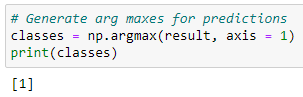 # Generate arg maxes for predictions
classes = np.argmax(result, axis = 1)
print(classes)
[1]